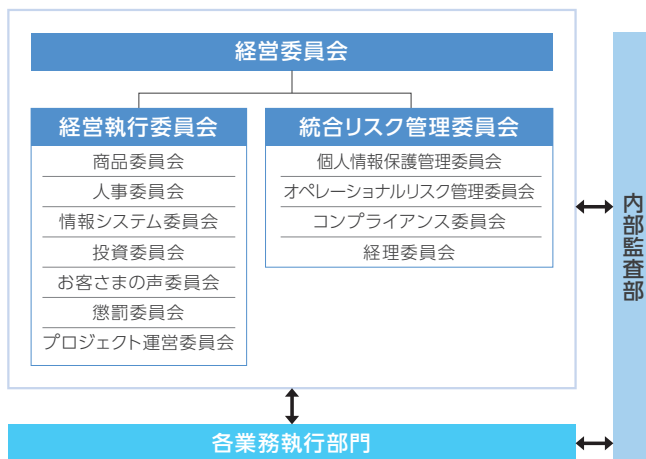 経営委員会
経営執行委員会
商品委員会
人事委員会
情報システム委員会
投資委員会
お客さまの声委員会
懲罰委員会
プロジェクト運営委員会
統合リスク管理委員会
個人情報保護管理委員会
オペレーショナルリスク管理委員会
コンプライアンス委員会
経理委員会
内部監査部
各業務執行部門